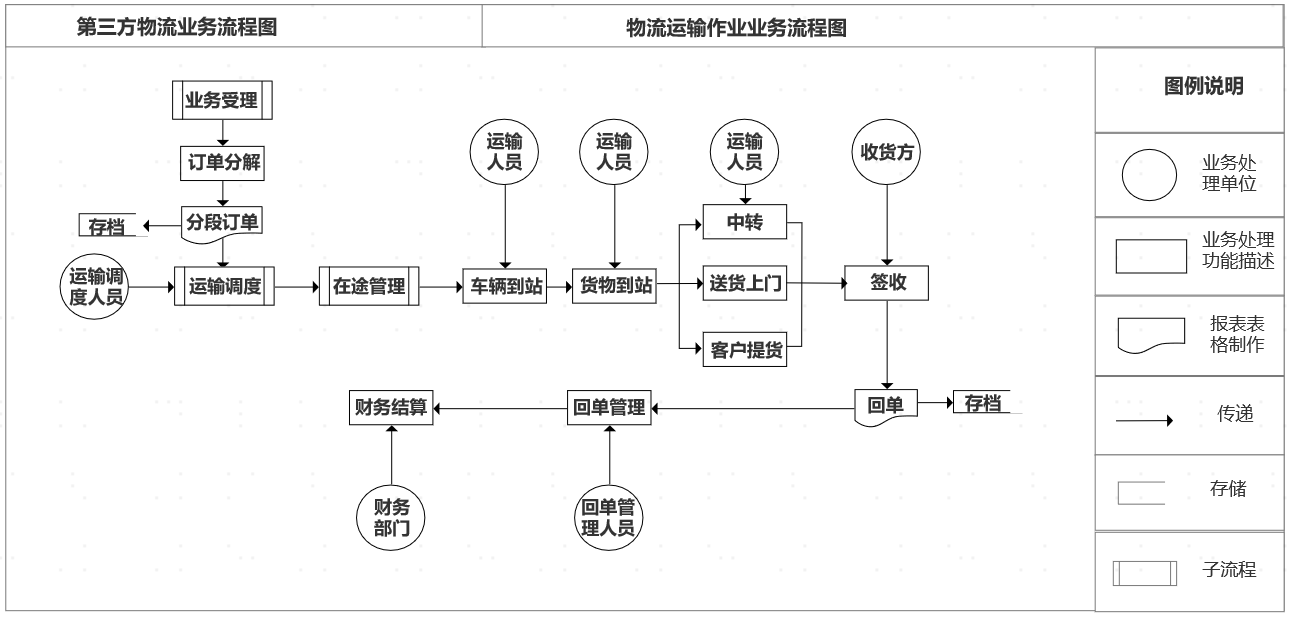 第三方物流业务流程图
物流运输作业业务流程图
图例说明
业务受理
订单分解
分段订单
存档
运输调
度人员
运输调度
在途管理
运输
人员
车辆到站
运输
人员
货物到站
运输
人员
中转
送货上门
客户提货
收货方
签收
回单
存档
回单管理
财务结算
财务
部门
回单管
理人员
业务处
理单位
业务处理
功能描述
报表表
格制作
传递
存储
子流程